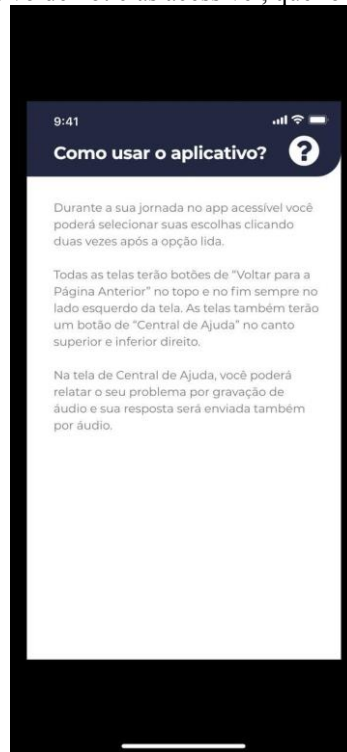 9:41
Como usar o aplicativo?
?
Durante a sua jornada no app acessível você
poderá selecionar suas escolhas clicando
duas vezes após a opção lida.
Todas as telas terão botões de “Voltar para a
Página Anterior” no topo e no fim sempre no
lado esquerdo da tela. As telas também terão
um botão de “Central de Ajuda” no canto
superior e inferior direito.
Na tela de Central de Ajuda, você poderá
relatar o seu problema por gravação de
áudio e sua resposta será enviada também
por áudio.